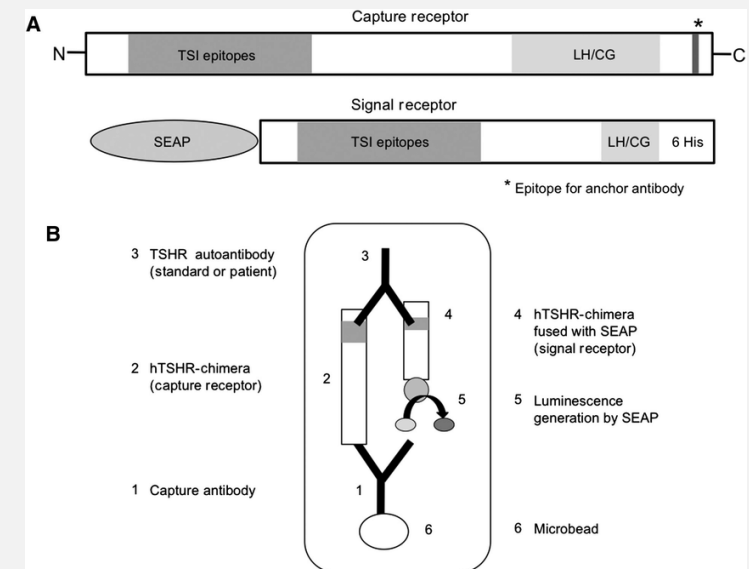 A
Capture receptor
*
N
TSI epitopes
LH/CG
C
Signal receptor
SEAP
TSI epitopes
LH/CG
6 His
* Epitope for anchor antibody
B
3 TSHR autoantibody
(standard or patient)
3
4
4 hTSHR-chimera
fused with SEAP
(signal receptor)
2 hTSHR-chimera
(capture receptor)
2
5
5 Luminescence
generation by SEAP
1 Capture antibody
1
6
6 Microbead